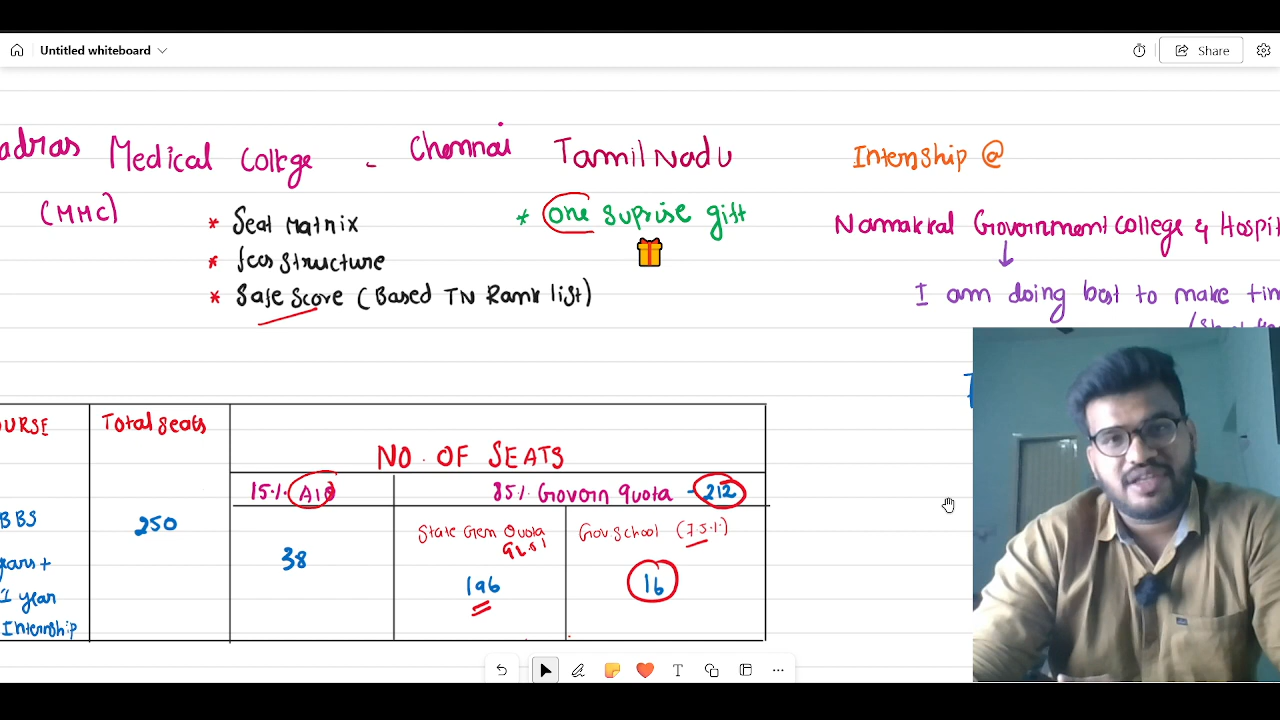 Untitled whiteboard
Share
adras Medical College - Chennai Tamil Nadu
(MMC)
* Seat Matrix
* fees structure
* Safe Score (Based TN Rank list)
* one suprise gift
Internship @
Namakkal Government College & Hospit
I am doing best to make tim
URSE
Total seats
NO. OF SEATS
15% AIQ
85% Govern quota - 212
BBS
ears +
1 year
Internship
250
38
State Gen Quota
196
Gov school (7.5%)
16